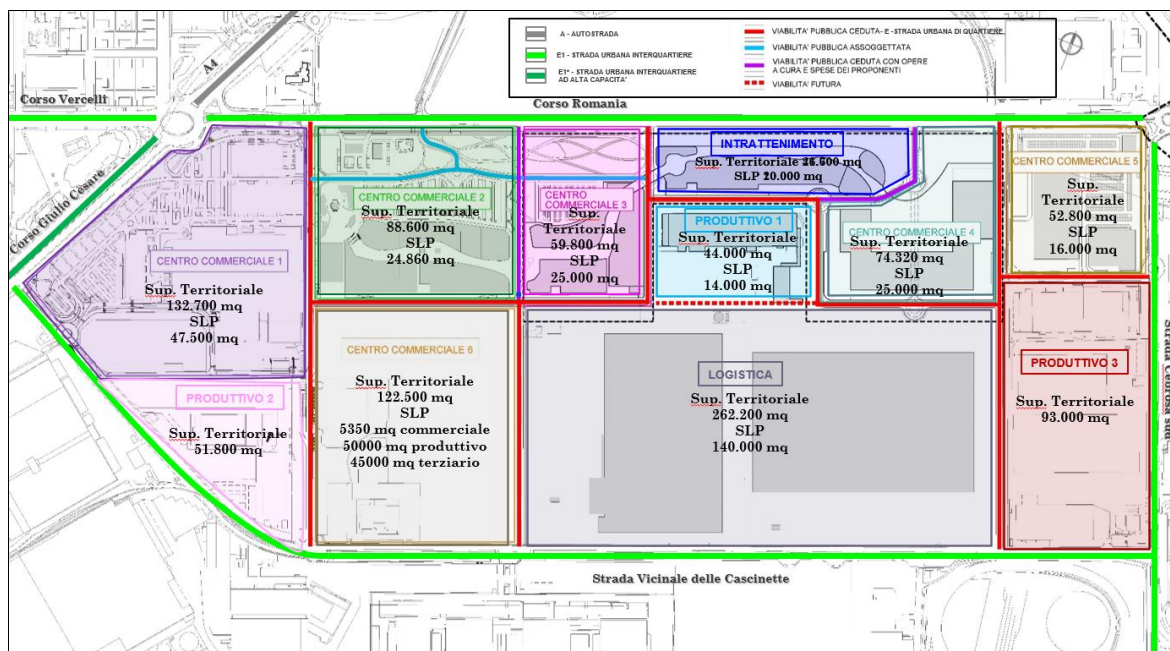 A - AUTOSTRADA
E1 - STRADA URBANA INTERQUARTIERE
E1* - STRADA URBANA INTERQUARTIERE
AD ALTA CAPACITA'
VIABILITA' PUBBLICA CEDUTA- E -STRADA URBANA DI QUARTIERE
VIABILITA' PUBBLICA ASSOGGETTATA
VIABILITA' PUBBLICA CEDUTA CON OPERE
A CURA E SPESE DEI PROPONENTI
VIABILITA' FUTURA
A4
Corso Vercelli
Corso Romania
Corso Giulio Cesare
CENTRO COMMERCIALE 1
Sup. Territoriale
132.700 mq
SLP
47.500 mq
CENTRO COMMERCIALE 2
Sup. Territoriale
88.600 mq
SLP
24.860 mq
CENTRO
COMMERCIALE 3
Sup.
Territoriale
59.800 mq
SLP
25.000 mq
INTRATTENIMENTO
Sup. Territoriale
mq
SLP
20.000 mq
PRODUTTIVO 1
Sup. Territoriale
44.000 mq
SLP
14.000 mq
CENTRO COMMERCIALE 4
Sup. Territoriale
74.320 mq
SLP
25.000 mq
CENTRO COMMERCIALE 5
Sup.
Territoriale
52.800 mq
SLP
16.000 mq
PRODUTTIVO 2
Sup. Territoriale
51.800 mq
CENTRO COMMERCIALE 6
Sup. Territoriale
122.500 mq
SLP
5350 mq commerciale
50000 mq produttivo
45000 mq terziario
LOGISTICA
Sup. Territoriale
262.200 mq
SLP
140.000 mq
PRODUTTIVO 3
Sup. Territoriale
93.000 mq
Strada Cebrosa sud
Strada Vicinale delle Cascinette